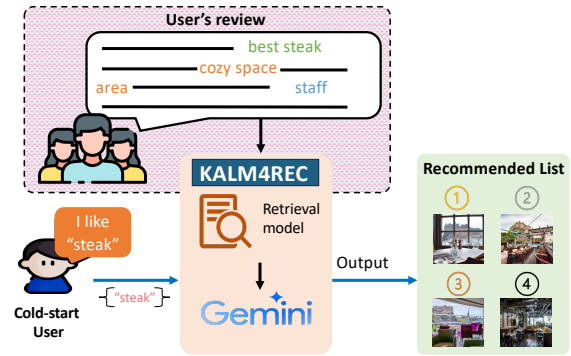 User's review
best steak
cozy space
area
staff
KALM4REC
Retrieval
model
Gemini
I like
"steak"
{"steak"}
Cold-start
User
Output
Recommended List
1
2
3
4